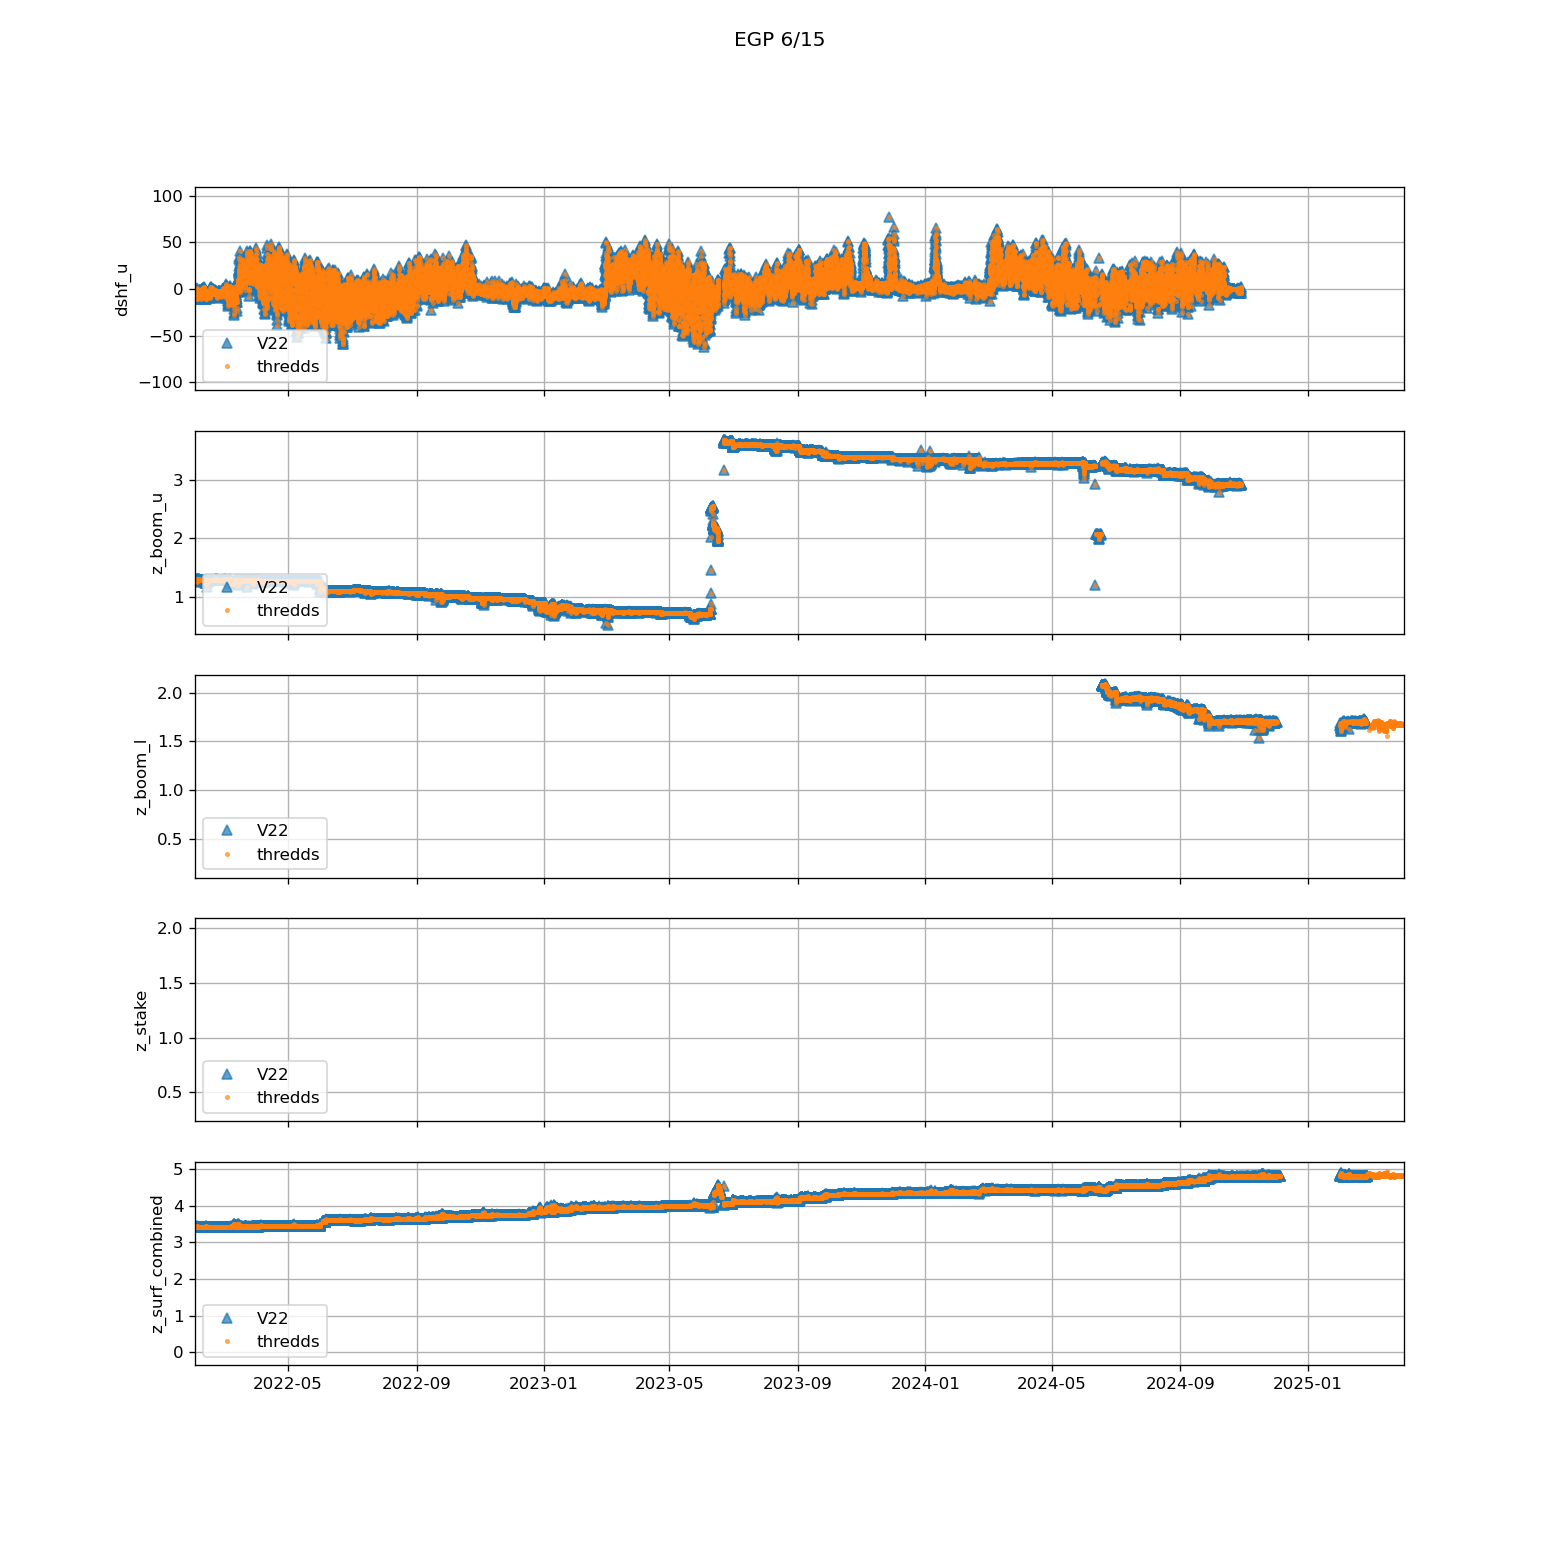 EGP 6/15
100
50
0
−50
−100
dshf_u
V22
thredds
3
2
1
z_boom_u
V22
thredds
2.0
1.5
1.0
0.5
z_boom_l
V22
thredds
2.0
1.5
1.0
0.5
z_stake
V22
thredds
5
4
3
2
1
0
z_surf_combined
V22
thredds
2022-05 2022-09 2023-01 2023-05 2023-09 2024-01 2024-05 2024-09 2025-01